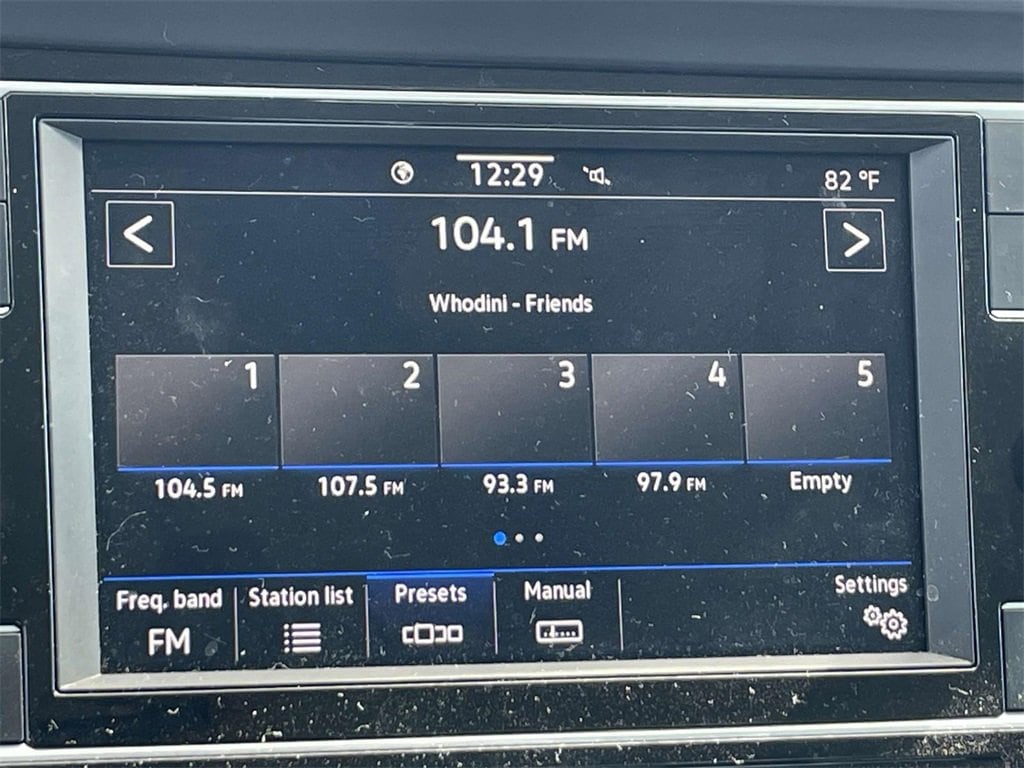 12:29
82 °F
104.1 FM
Whodini - Friends
1 2 3 4 5
104.5 FM 107.5 FM 93.3 FM 97.9 FM Empty
Freq. band Station list Presets Manual Settings
FM